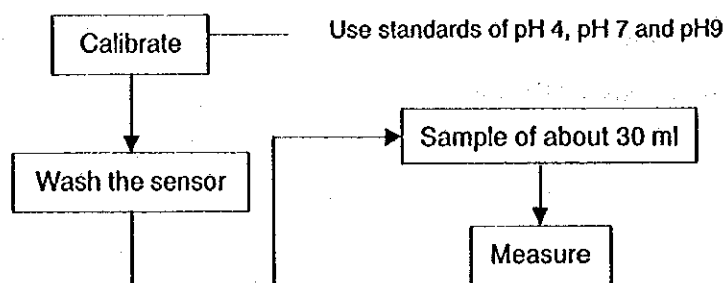 Calibrate
Use standards of pH 4, pH 7 and pH9
Wash the sensor
Sample of about 30 ml
Measure